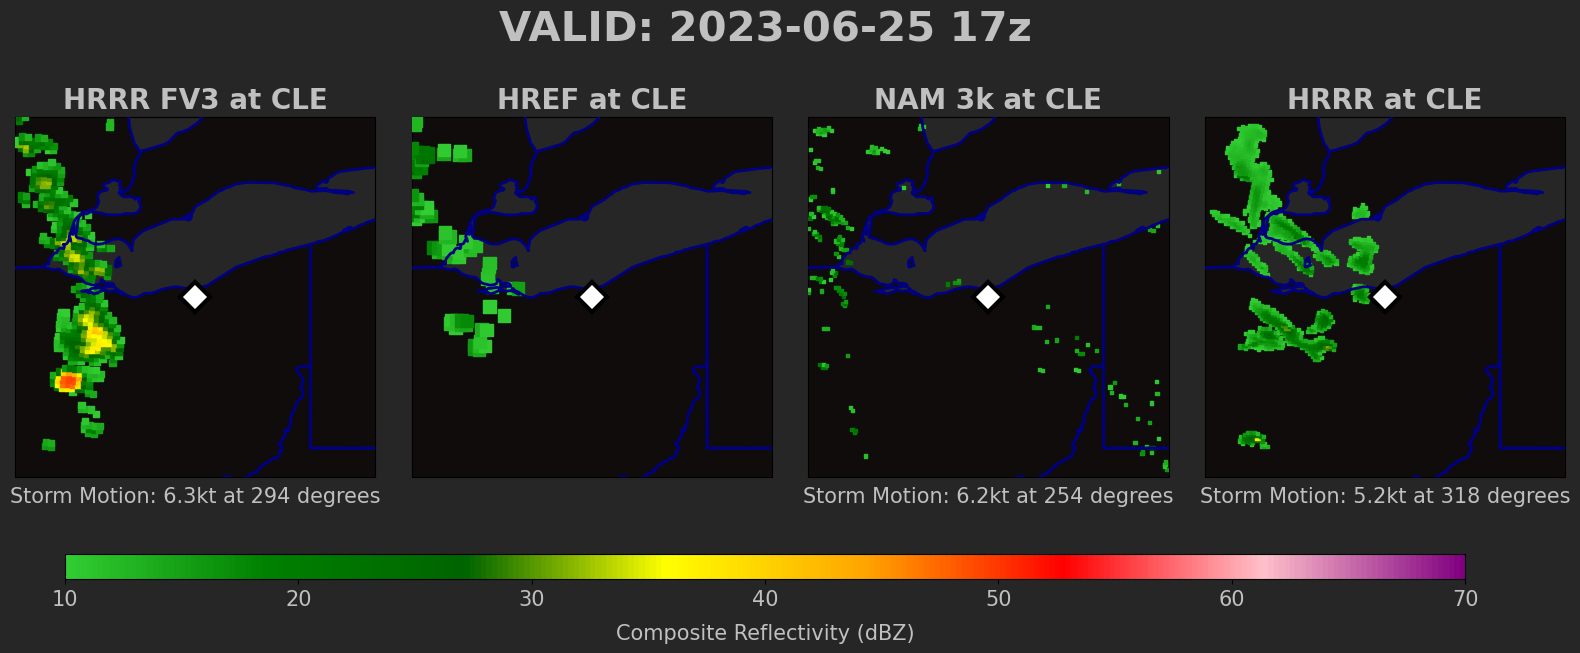 VALID: 2023-06-25 17z
HRRR FV3 at CLE
HREF at CLE
NAM 3k at CLE
HRRR at CLE
Storm Motion: 6.3kt at 294 degrees
Storm Motion: 6.2kt at 254 degrees
Storm Motion: 5.2kt at 318 degrees
10 20 30 40 50 60 70
Composite Reflectivity (dBZ)